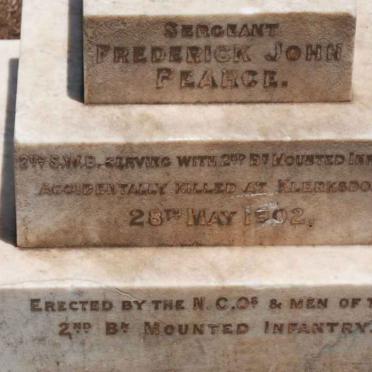 SERGEANT
FREDERICK JOHN
PEARCE.
2ND S.W.B. SERVING WITH 2ND BN MOUNTED INF
ACCIDENTALLY KILLED AT KLERKSDO
28TH MAY 1902.
ERECTED BY THE N.C.OS & MEN OF T
2ND BN MOUNTED INFANTRY.